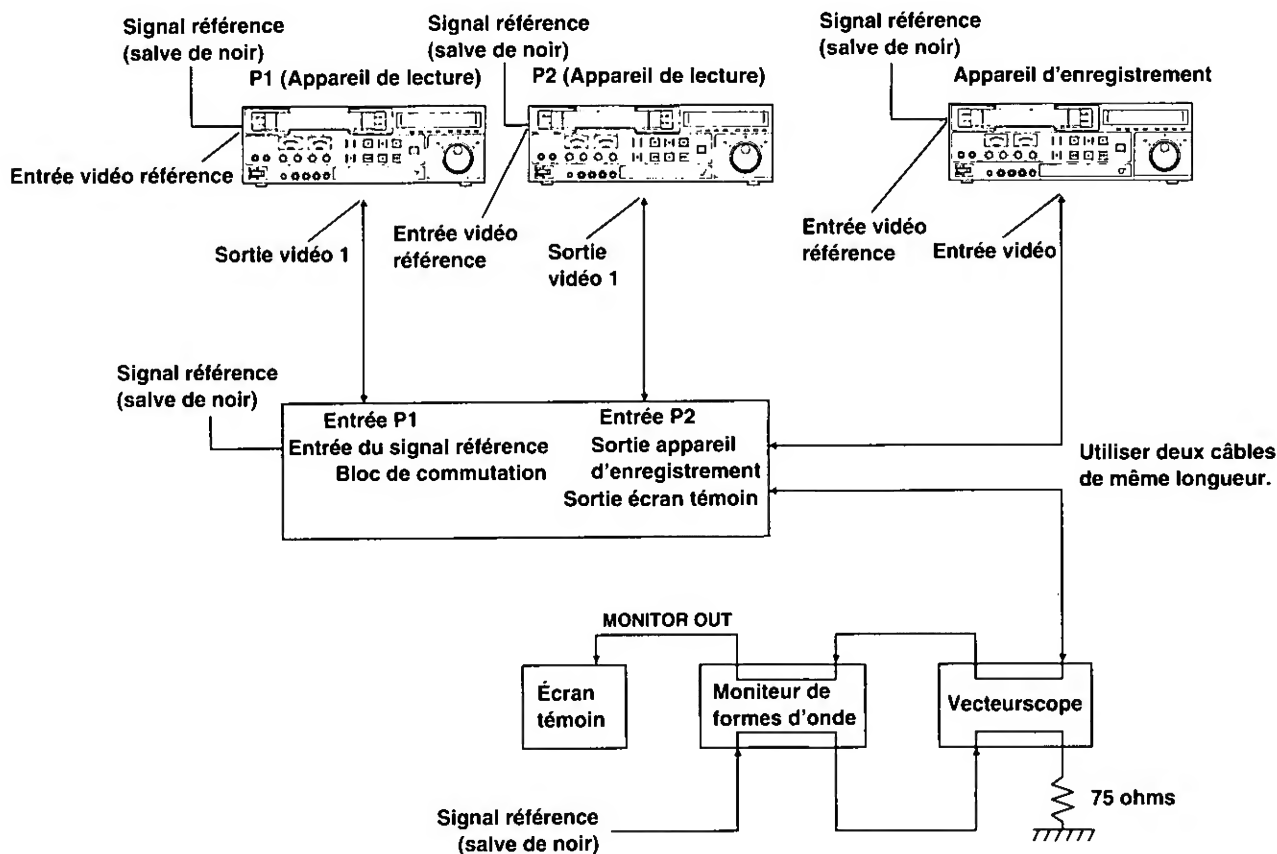 Signal référence
(salve de noir)
P1 (Appareil de lecture)
Signal référence
(salve de noir)
P2 (Appareil de lecture)
Signal référence
(salve de noir)
Appareil d'enregistrement
Entrée vidéo référence
Sortie vidéo 1
Entrée vidéo
référence
Sortie
vidéo 1
Entrée vidéo
référence
Entrée vidéo
Signal référence
(salve de noir)
Entrée P1
Entrée du signal référence
Bloc de commutation
Entrée P2
Sortie appareil
d'enregistrement
Sortie écran témoin
Utiliser deux câbles
de même longueur.
MONITOR OUT
Écran
témoin
Moniteur de
formes d'onde
Vecteurscope
Signal référence
(salve de noir)
75 ohms